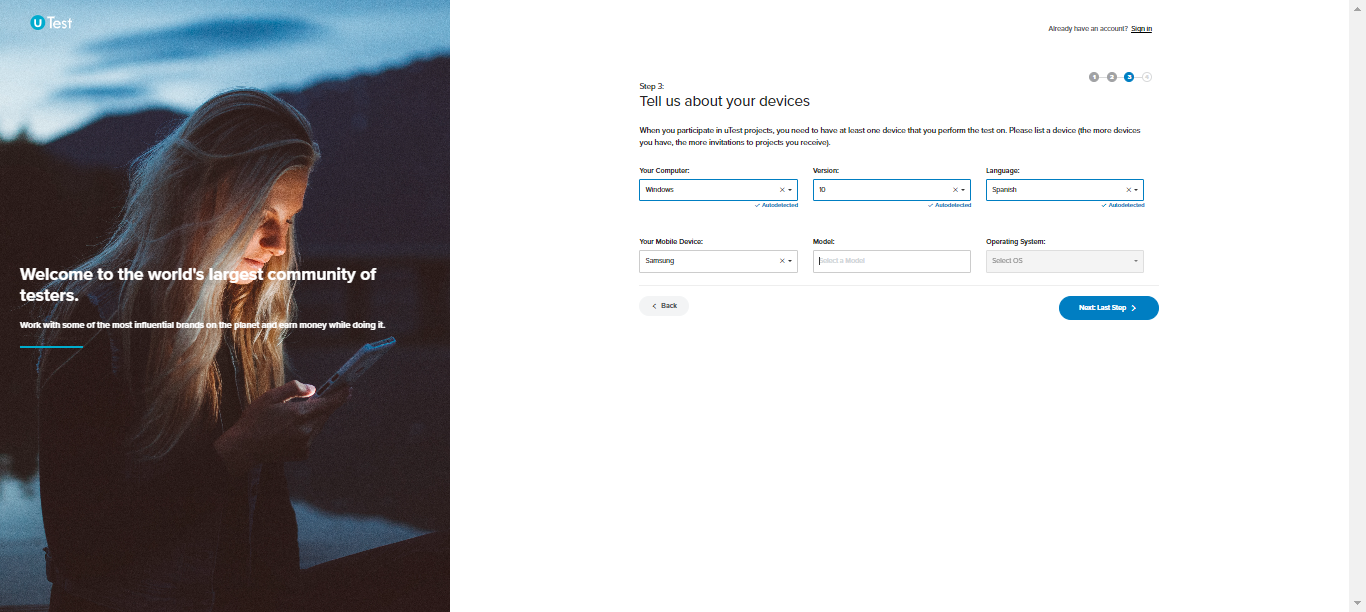 uTest
Already have an account? Sign in
1 2 3 4
Step 3:
Tell us about your devices
When you participate in uTest projects, you need to have at least one device that you perform the test on. Please list a device (the more devices
you have, the more invitations to projects you receive).
Your Computer: Version: Language:
Windows 10 Spanish
Autodetected Autodetected Autodetected
Your Mobile Device: Model: Operating System:
Samsung Select a Model Select OS
Back Next: Last Step
Welcome to the world's largest community of
testers.
Work with some of the most influential brands on the planet and earn money while doing it.